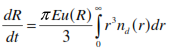 dR/dt = πEu(R)/3 ∫₀^∞ r³n_d(r)dr